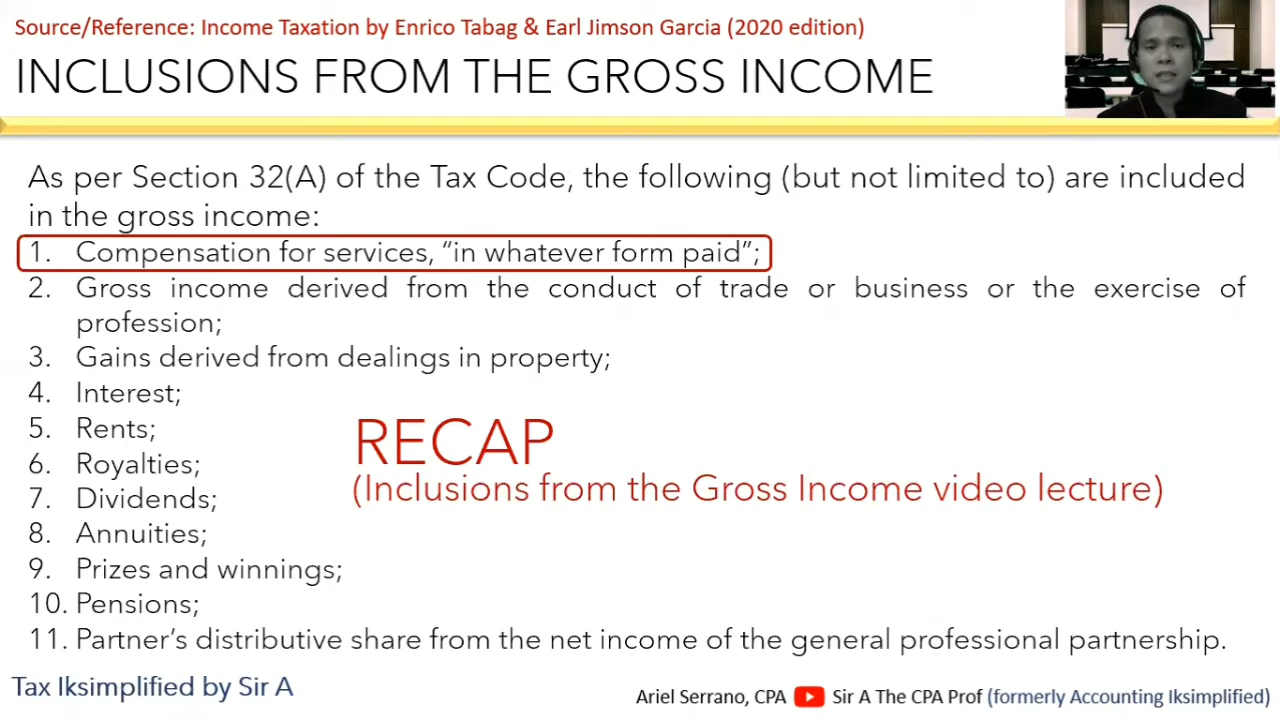 Source/Reference: Income Taxation by Enrico Tabag & Earl Jimson Garcia (2020 edition)
INCLUSIONS FROM THE GROSS INCOME
As per Section 32(A) of the Tax Code, the following (but not limited to) are included
in the gross income:
1. Compensation for services, “in whatever form paid”;
2. Gross income derived from the conduct of trade or business or the exercise of
profession;
3. Gains derived from dealings in property;
4. Interest;
5. Rents;
6. Royalties;
7. Dividends;
8. Annuities;
9. Prizes and winnings;
10. Pensions;
11. Partner’s distributive share from the net income of the general professional partnership.
RECAP
(Inclusions from the Gross Income video lecture)
Tax Iksimplified by Sir A
Ariel Serrano, CPA Sir A The CPA Prof (formerly Accounting Iksimplified)